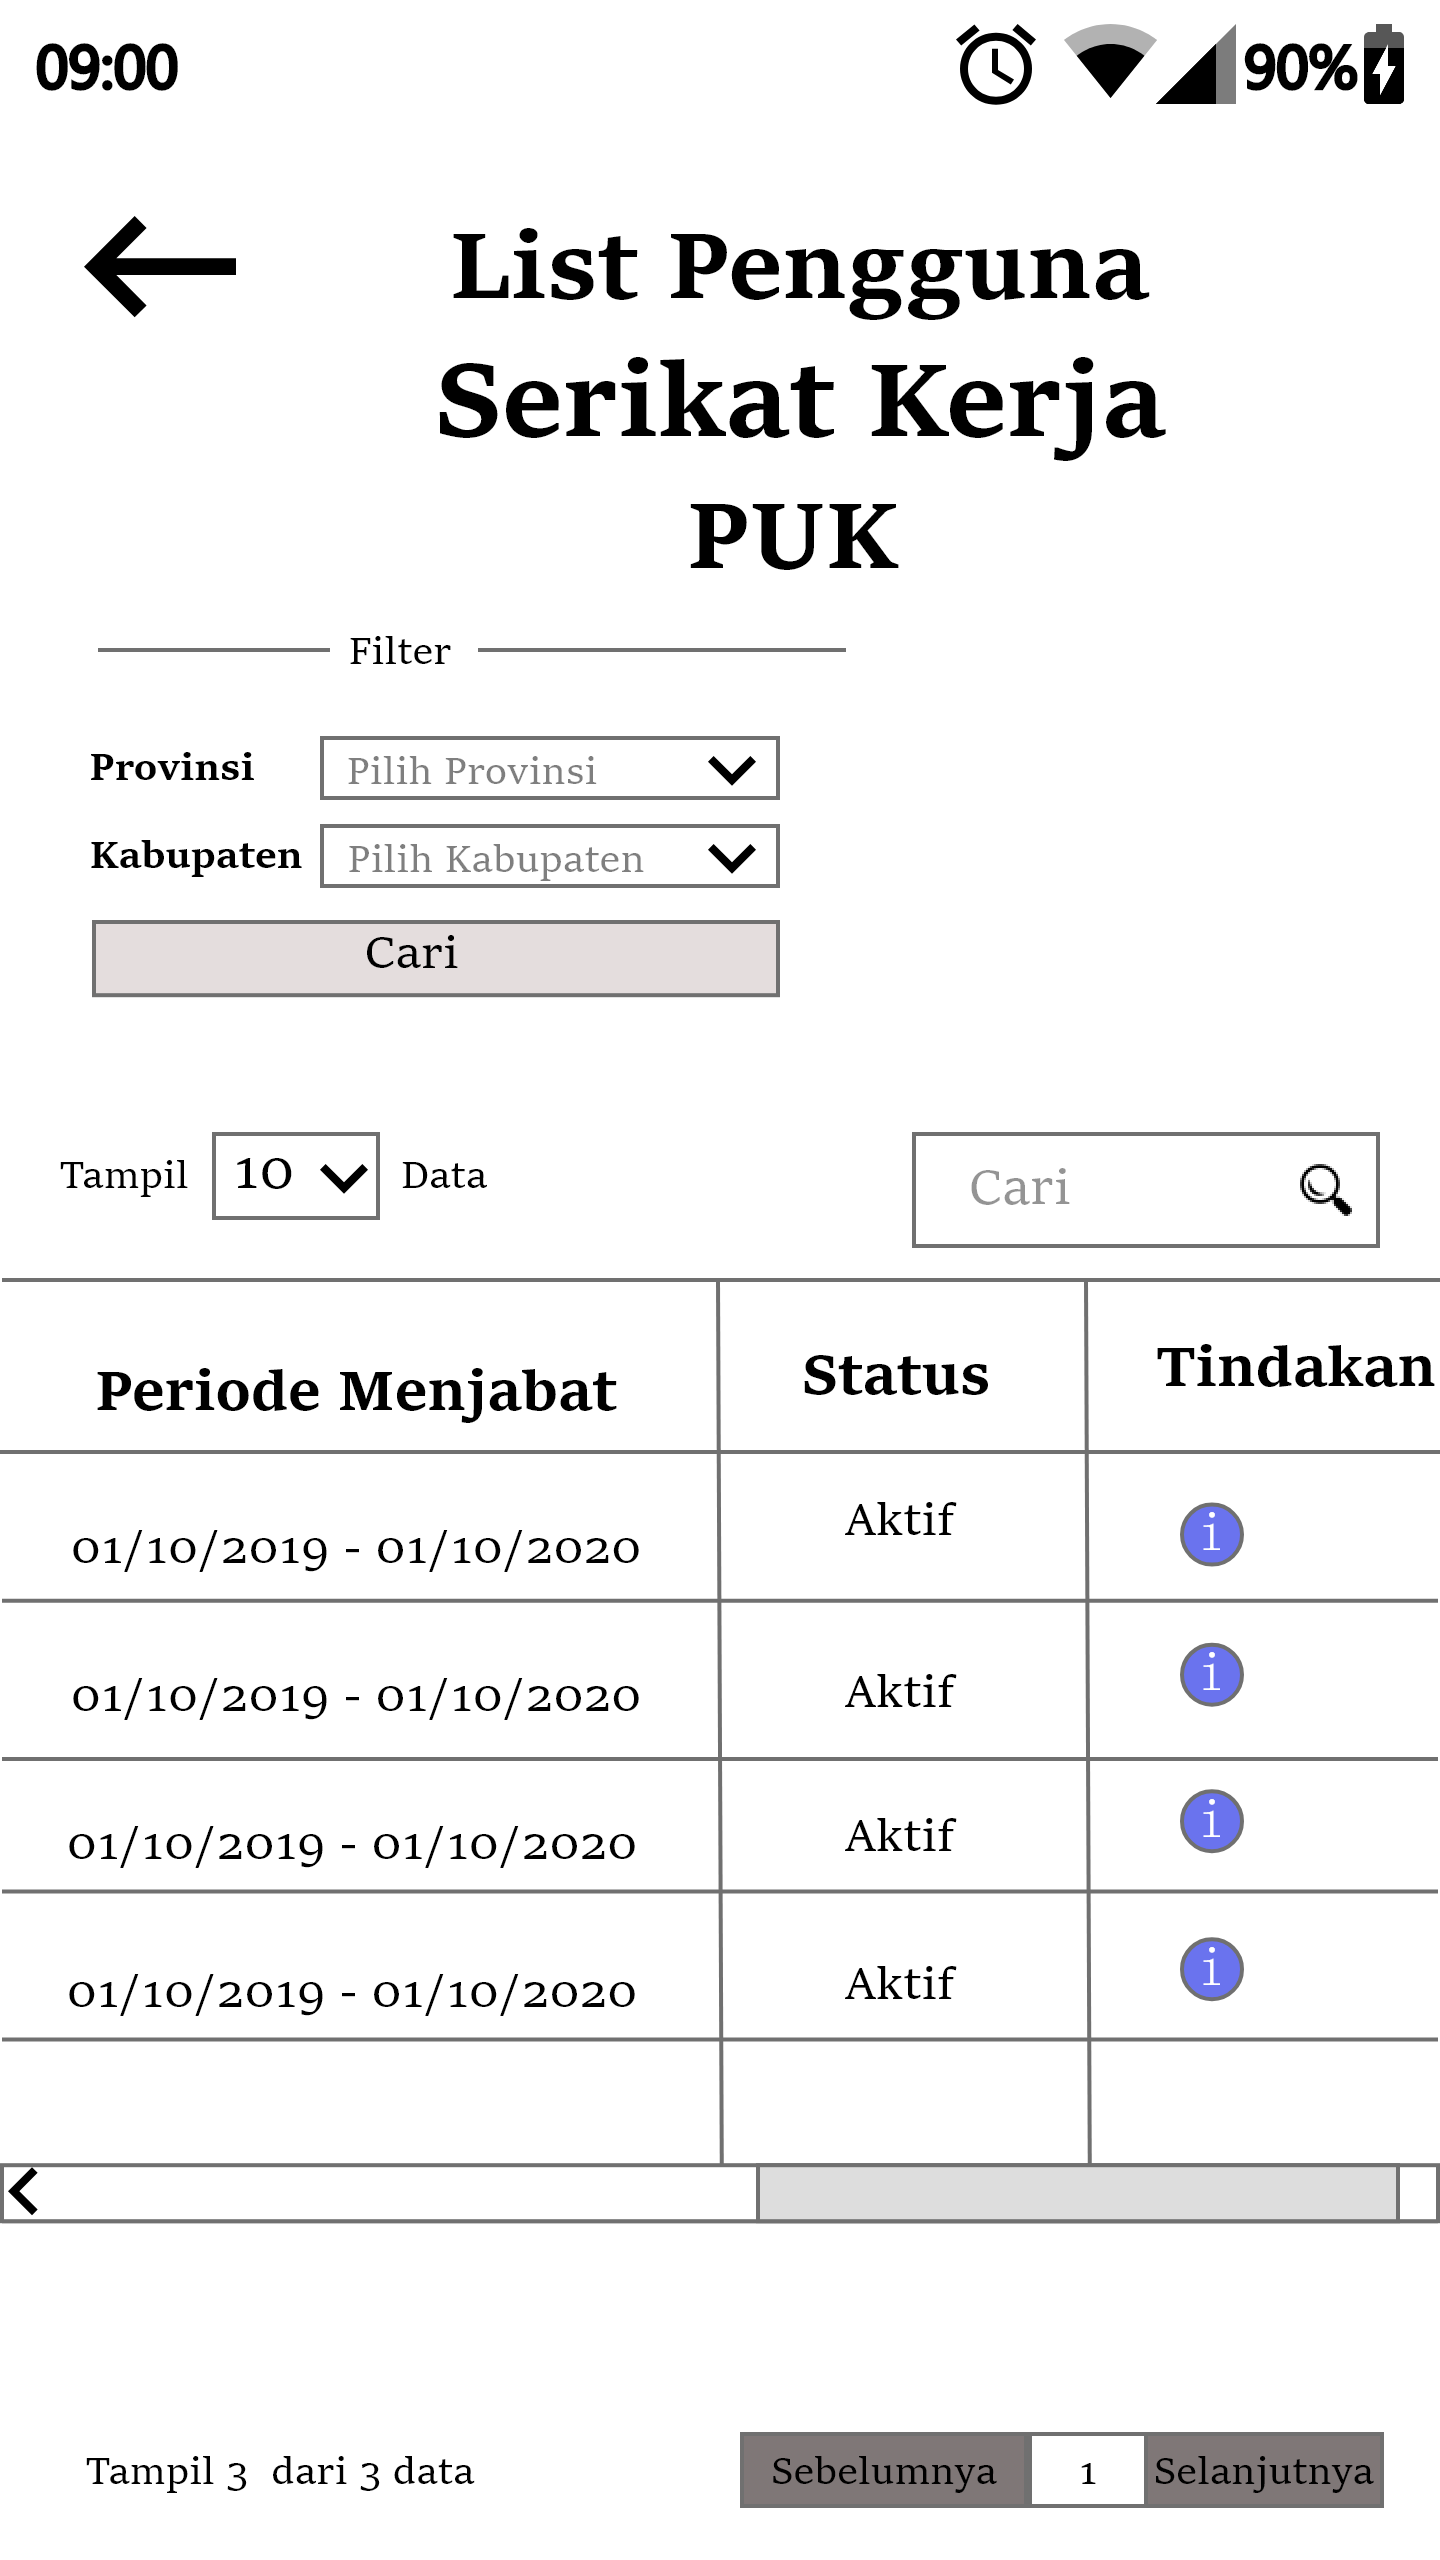 09:00 90%
List Pengguna
Serikat Kerja
PUK
Filter
Provinsi Pilih Provinsi
Kabupaten Pilih Kabupaten
Cari
Tampil 10 Data Cari
Periode Menjabat Status Tindakan
01/10/2019 - 01/10/2020 Aktif i
01/10/2019 - 01/10/2020 Aktif i
01/10/2019 - 01/10/2020 Aktif i
01/10/2019 - 01/10/2020 Aktif i
Tampil 3 dari 3 data Sebelumnya 1 Selanjutnya